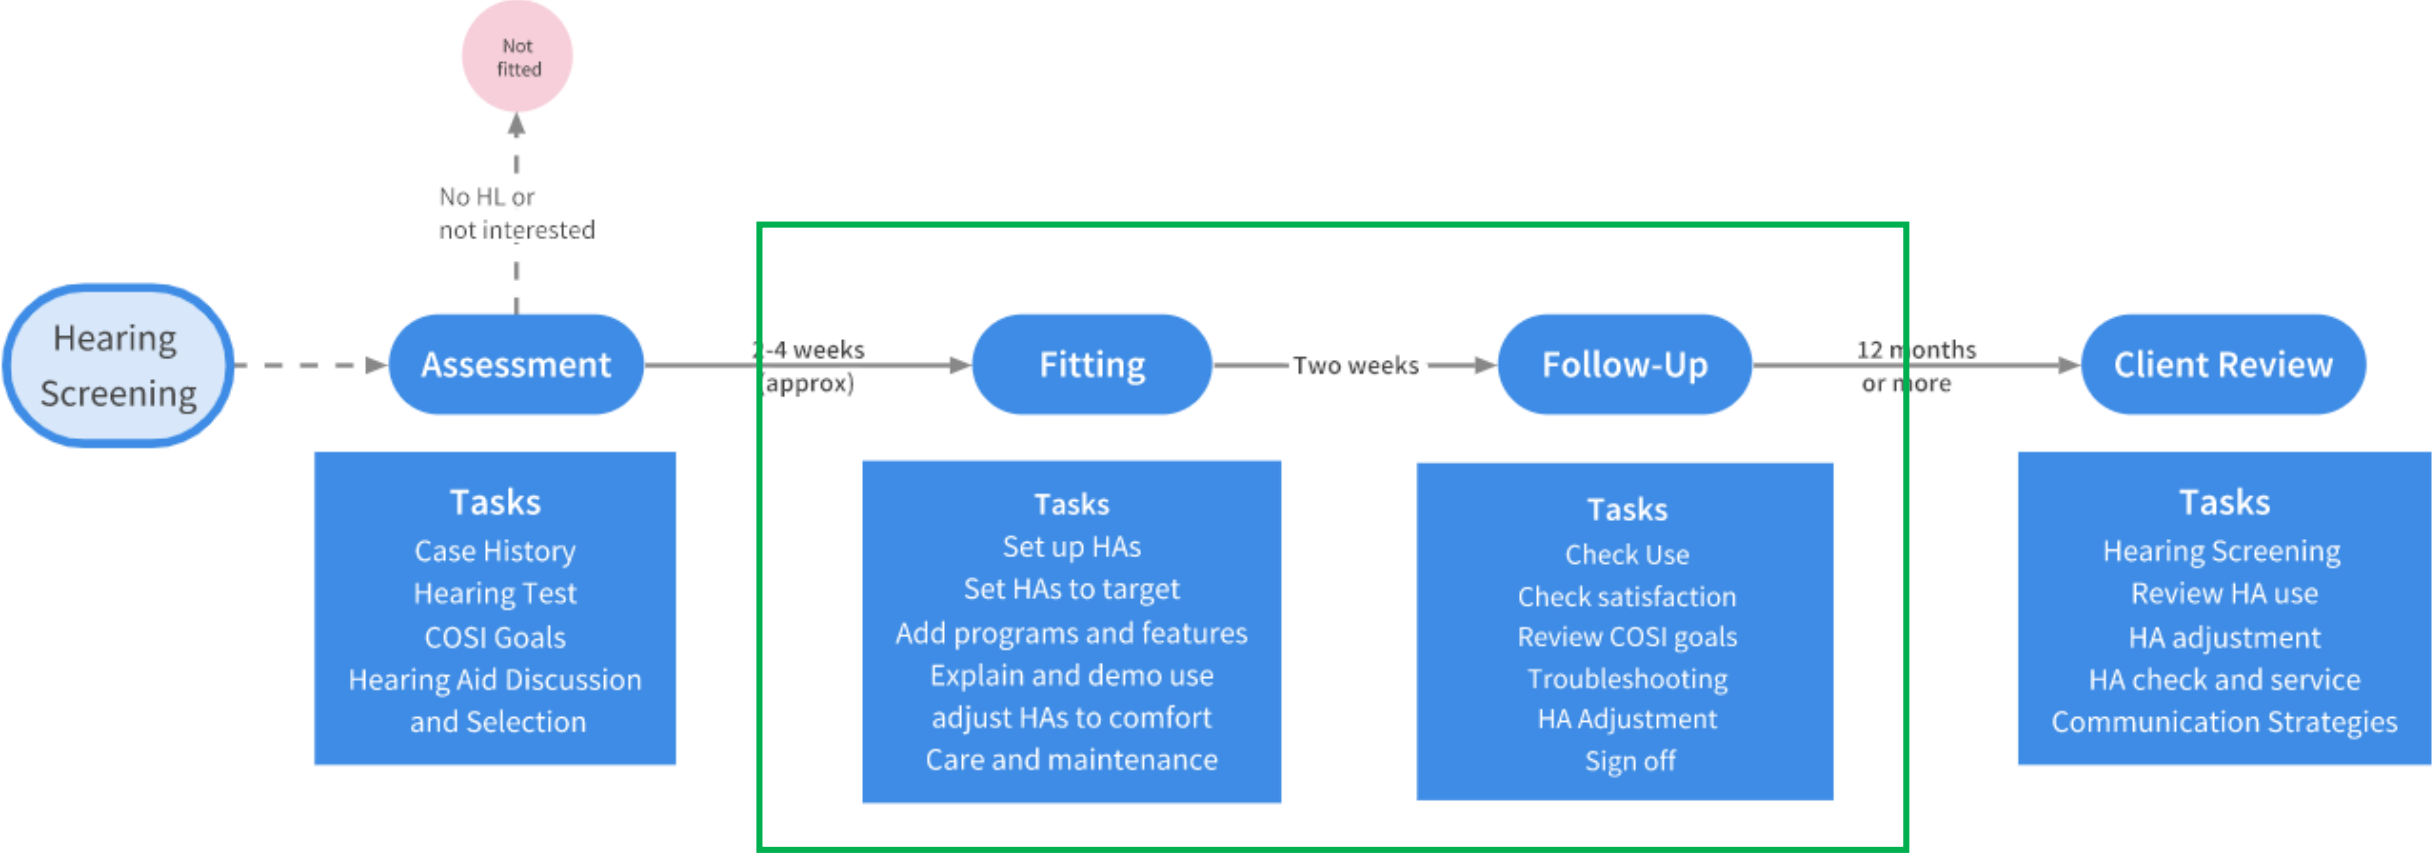 Not
fitted
No HL or
not interested
Hearing
Screening
Assessment
2-4 weeks
(approx)
Fitting
Two weeks
Follow-Up
12 months
or more
Client Review
Tasks
Case History
Hearing Test
COSI Goals
Hearing Aid Discussion
and Selection
Tasks
Set up HAs
Set HAs to target
Add programs and features
Explain and demo use
adjust HAs to comfort
Care and maintenance
Tasks
Check Use
Check satisfaction
Review COSI goals
Troubleshooting
HA Adjustment
Sign off
Tasks
Hearing Screening
Review HA use
HA adjustment
HA check and service
Communication Strategies